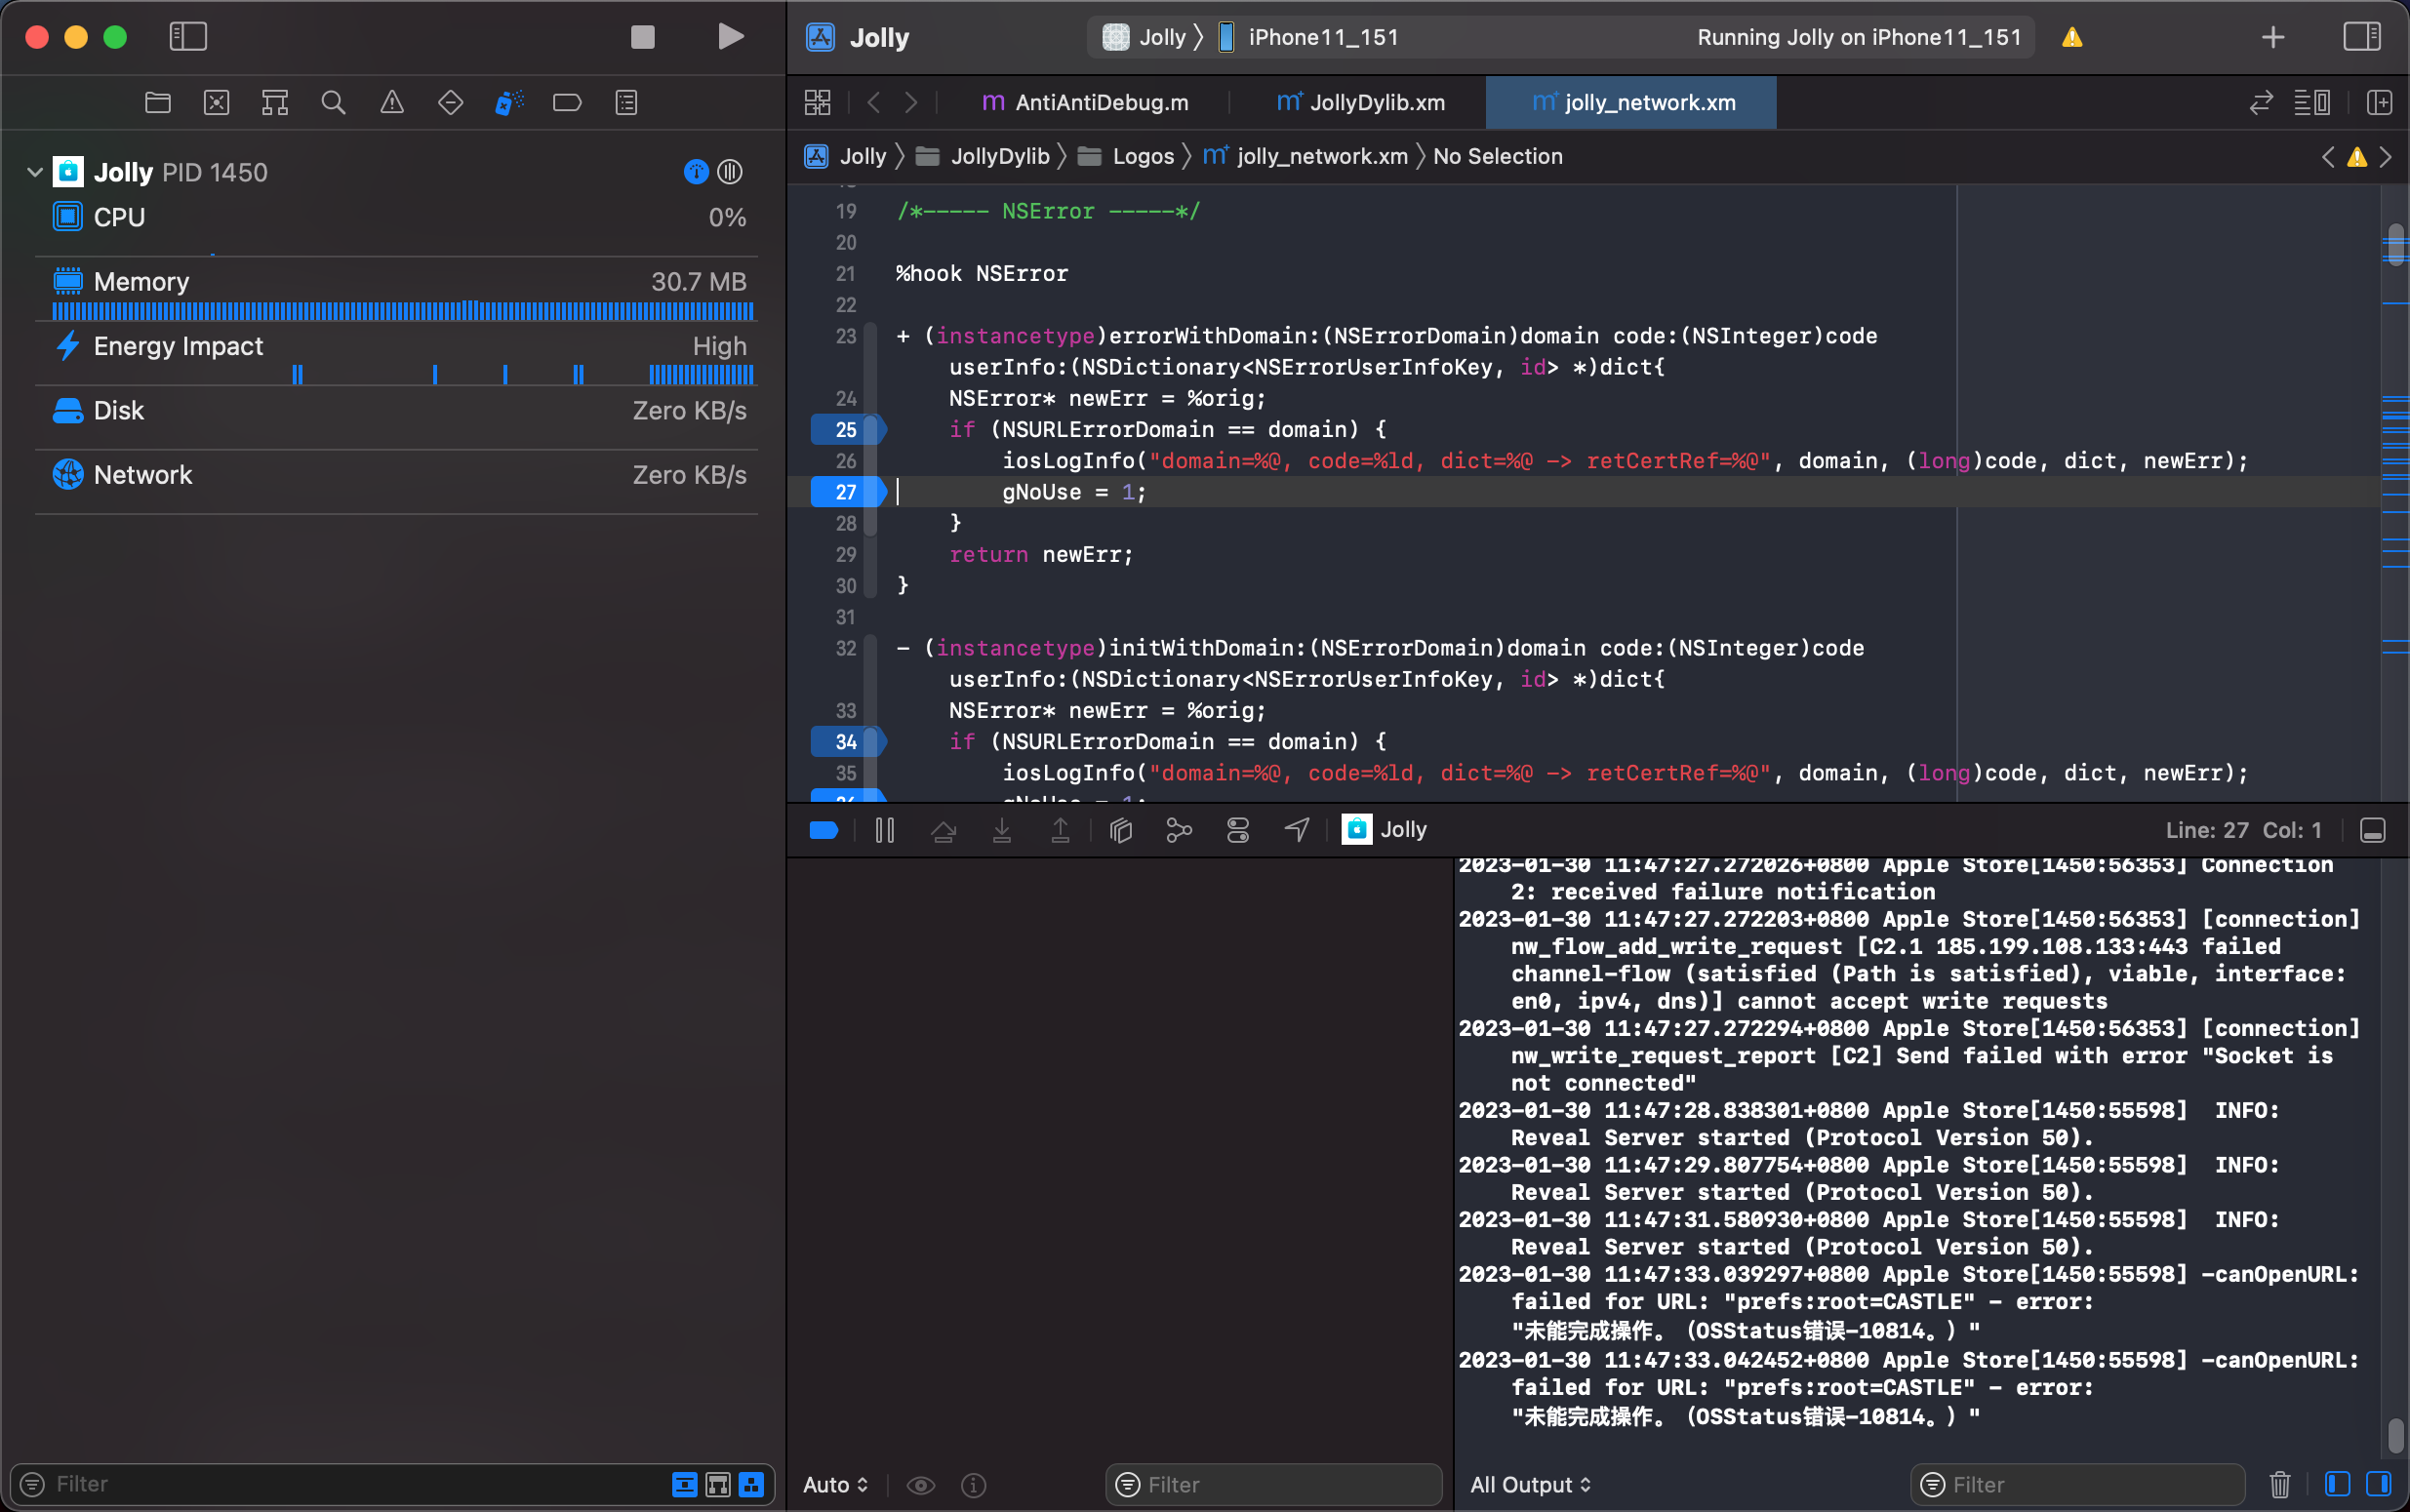 Jolly
Jolly
iPhone11_151
Running Jolly on iPhone11_151
AntiAntiDebug.m
JollyDylib.xm
jolly_network.xm
Jolly PID 1450
CPU
0%
Memory
30.7 MB
Energy Impact
High
Disk
Zero KB/s
Network
Zero KB/s
Filter
Jolly 〉 JollyDylib 〉 Logos 〉 jolly_network.xm 〉 No Selection
19 /*----- NSError -----*/
20
21 %hook NSError
22
23 + (instancetype)errorWithDomain:(NSErrorDomain)domain code:(NSInteger)code
userInfo:(NSDictionary<NSErrorUserInfoKey, id> *)dict{
24 NSError* newErr = %orig;
25 if (NSURLErrorDomain == domain) {
26 iosLogInfo("domain=%@, code=%ld, dict=%@ -> retCertRef=%@", domain, (long)code, dict, newErr);
27 gNoUse = 1;
28 }
29 return newErr;
30 }
31
32 - (instancetype)initWithDomain:(NSErrorDomain)domain code:(NSInteger)code
userInfo:(NSDictionary<NSErrorUserInfoKey, id> *)dict{
33 NSError* newErr = %orig;
34 if (NSURLErrorDomain == domain) {
35 iosLogInfo("domain=%@, code=%ld, dict=%@ -> retCertRef=%@", domain, (long)code, dict, newErr);
Jolly
Line: 27 Col: 1
2023-01-30 11:47:27.272026+0800 Apple Store[1450:56353] Connection
2: received failure notification
2023-01-30 11:47:27.272203+0800 Apple Store[1450:56353] [connection]
nw_flow_add_write_request [C2.1 185.199.108.133:443 failed
channel-flow (satisfied (Path is satisfied), viable, interface:
en0, ipv4, dns)] cannot accept write requests
2023-01-30 11:47:27.272294+0800 Apple Store[1450:56353] [connection]
nw_write_request_report [C2] Send failed with error "Socket is
not connected"
2023-01-30 11:47:28.838301+0800 Apple Store[1450:55598] INFO:
Reveal Server started (Protocol Version 50).
2023-01-30 11:47:29.807754+0800 Apple Store[1450:55598] INFO:
Reveal Server started (Protocol Version 50).
2023-01-30 11:47:31.580930+0800 Apple Store[1450:55598] INFO:
Reveal Server started (Protocol Version 50).
2023-01-30 11:47:33.039297+0800 Apple Store[1450:55598] -canOpenURL:
failed for URL: "prefs:root=CASTLE" - error:
"未能完成操作。（OSStatus错误-10814。）"
2023-01-30 11:47:33.042452+0800 Apple Store[1450:55598] -canOpenURL:
failed for URL: "prefs:root=CASTLE" - error:
"未能完成操作。（OSStatus错误-10814。）"
Auto
Filter
All Output
Filter